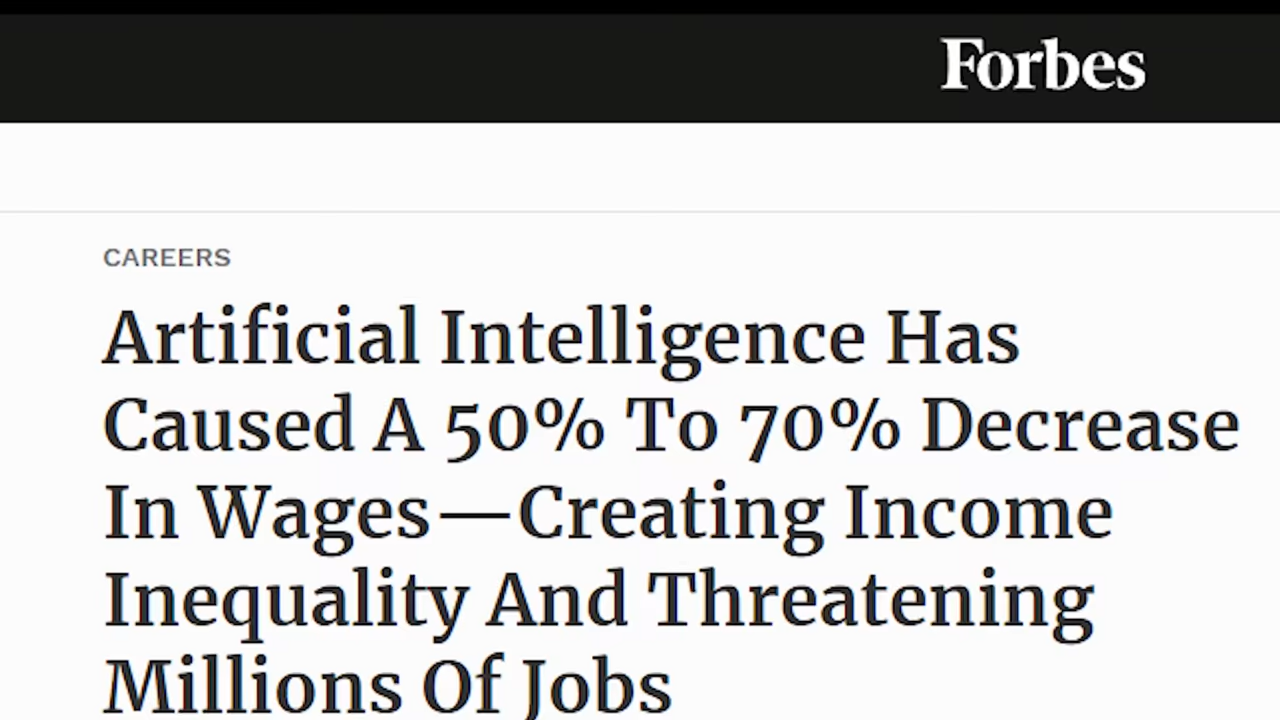 Forbes
CAREERS
Artificial Intelligence Has
Caused A 50% To 70% Decrease
In Wages—Creating Income
Inequality And Threatening
Millions Of Jobs